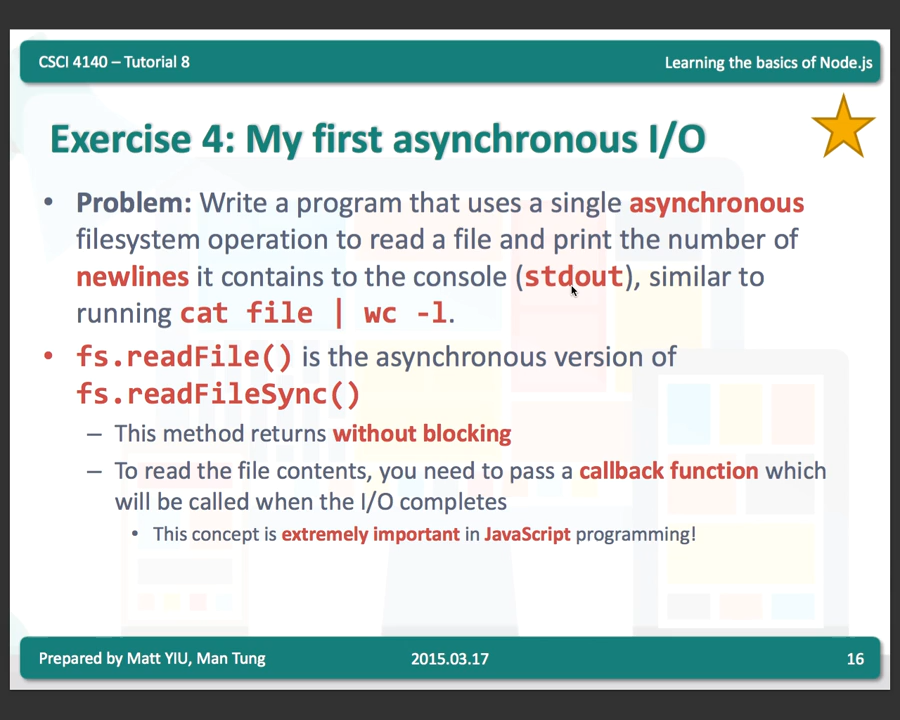 CSCI 4140 – Tutorial 8
Learning the basics of Node.js
Exercise 4: My first asynchronous I/O
• Problem: Write a program that uses a single asynchronous
filesystem operation to read a file and print the number of
newlines it contains to the console (stdout), similar to
running cat file | wc -l.
• fs.readFile() is the asynchronous version of
fs.readFileSync()
– This method returns without blocking
– To read the file contents, you need to pass a callback function which
will be called when the I/O completes
• This concept is extremely important in JavaScript programming!
Prepared by Matt YIU, Man Tung
2015.03.17
16